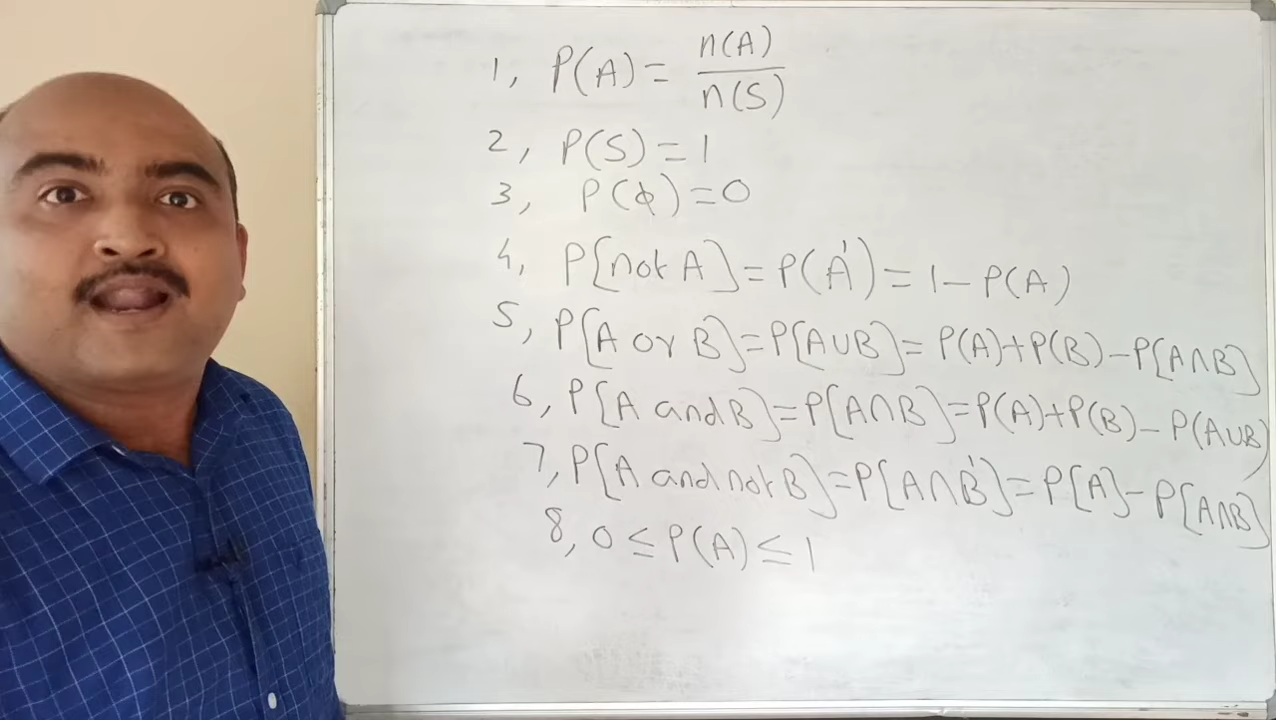 1, P(A) = n(A)/n(S)
2, P(S) = 1
3, P(ϕ) = 0
4, P[not A] = P(A') = 1 - P(A)
5, P[A or B] = P[A∪B] = P(A)+P(B)-P[A∩B]
6, P[A and B] = P[A∩B] = P(A)+P(B)-P(A∪B)
7, P[A and not B] = P[A∩B'] = P[A] - P[A∩B]
8, 0 ≤ P(A) ≤ 1